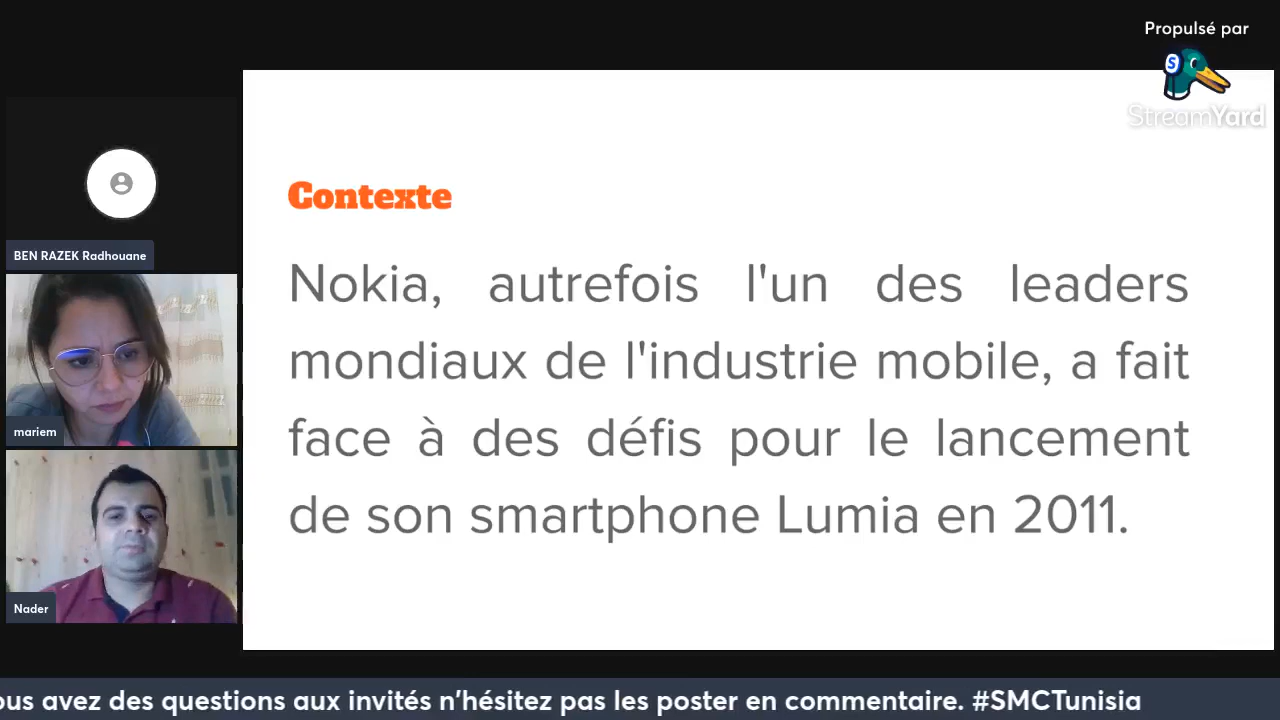 Propulsé par
StreamYard
BEN RAZEK Radhouane
mariem
Nader
Contexte
Nokia, autrefois l'un des leaders
mondiaux de l'industrie mobile, a fait
face à des défis pour le lancement
de son smartphone Lumia en 2011.
ous avez des questions aux invités n'hésitez pas les poster en commentaire. #SMCTunisia